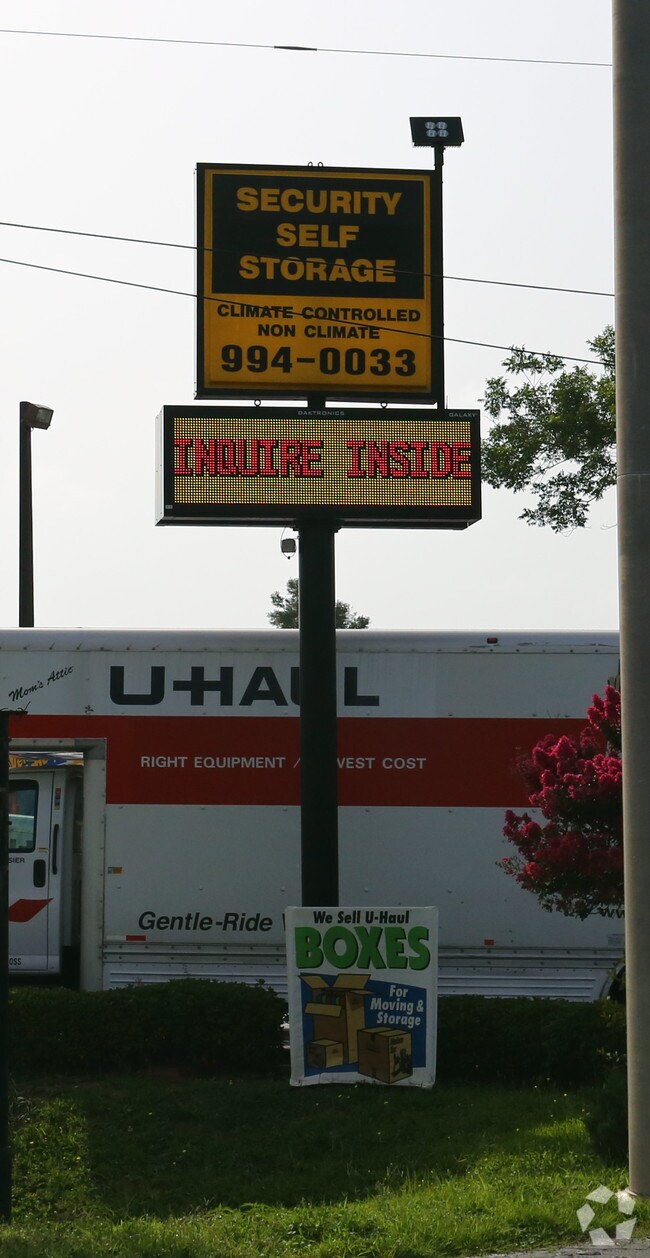 SECURITY
SELF
STORAGE
CLIMATE CONTROLLED
NON CLIMATE
994-0033
DAKTRONICS GALAXY
INQUIRE INSIDE
Mom's Attic
U-HAUL
RIGHT EQUIPMENT / WEST COST
Gentle-Ride
We Sell U-Haul
BOXES
For
Moving &
Storage